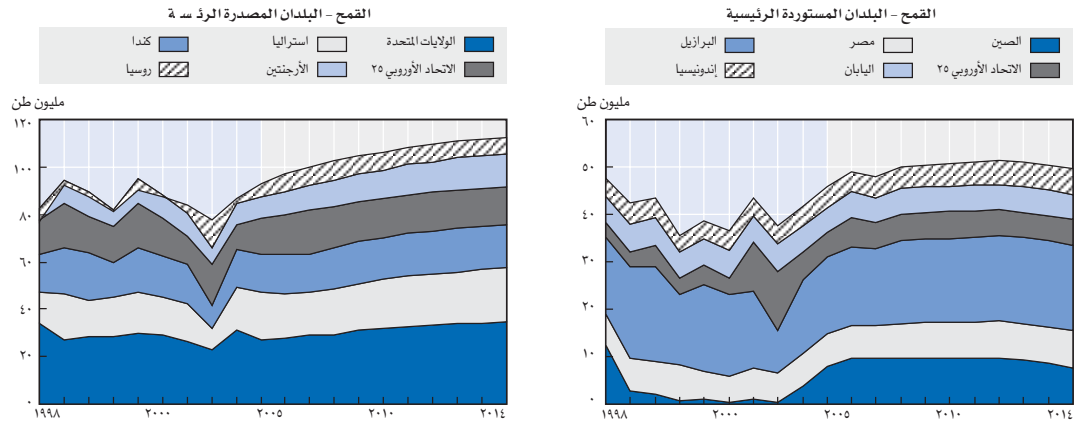 القمح – البلدان المستوردة الرئيسية
الصين مصر البرازيل
الاتحاد الأوروبي ٢٥ اليابان إندونيسيا
مليون طن
٦٠
٥٠
٤٠
٣٠
٢٠
١٠
٠
١٩٩٨ ٢٠٠٠ ٢٠٠٥ ٢٠١٠ ٢٠١٤
القمح – البلدان المصدرة الرئيسة
الولايات المتحدة استراليا كندا
الاتحاد الأوروبي ٢٥ الأرجنتين روسيا
مليون طن
١٢٠
١٠٠
٨٠
٦٠
٤٠
٢٠
٠
١٩٩٨ ٢٠٠٠ ٢٠٠٥ ٢٠١٠ ٢٠١٤